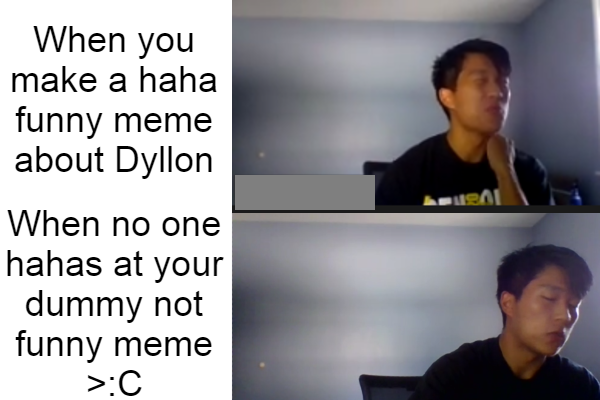 When you
make a haha
funny meme
about Dyllon
When no one
hahas at your
dummy not
funny meme
>:C